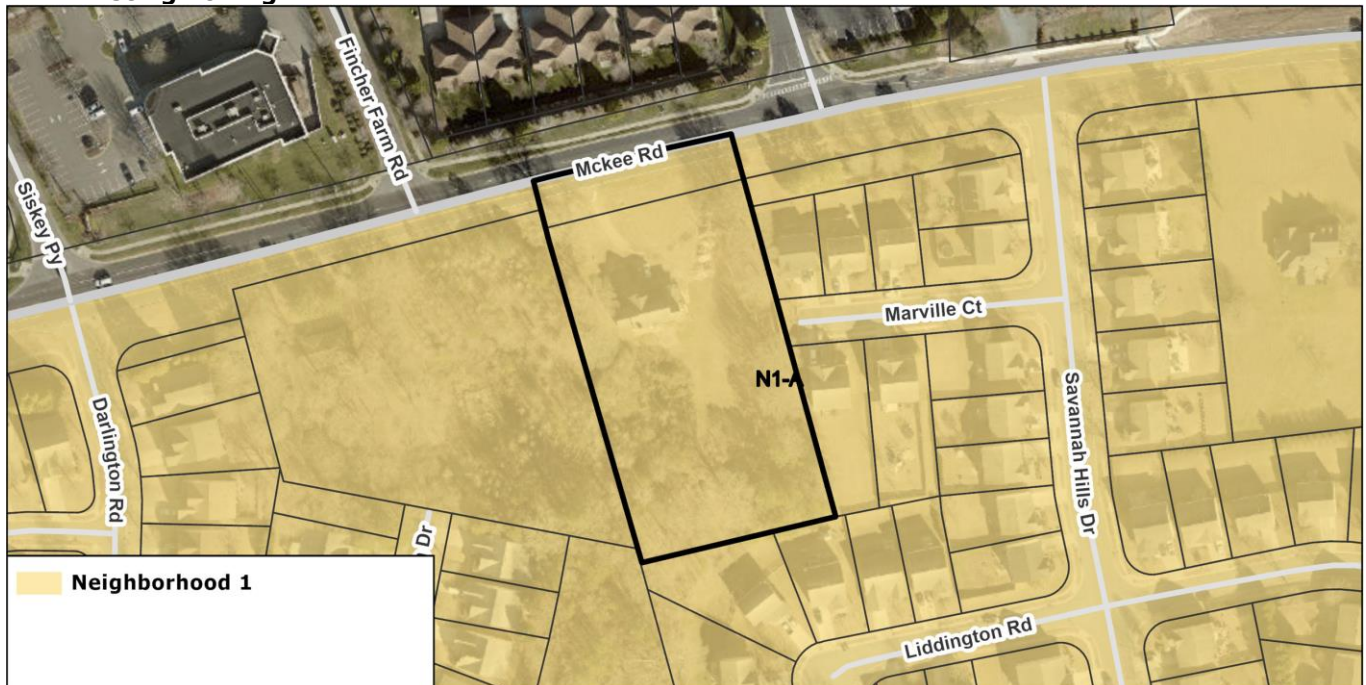 Fincher Farm Rd
Mckee Rd
Siskey Py
Marville Ct
N1-A
Darlington Rd
Savannah Hills Dr
Dr
Neighborhood 1
Liddington Rd